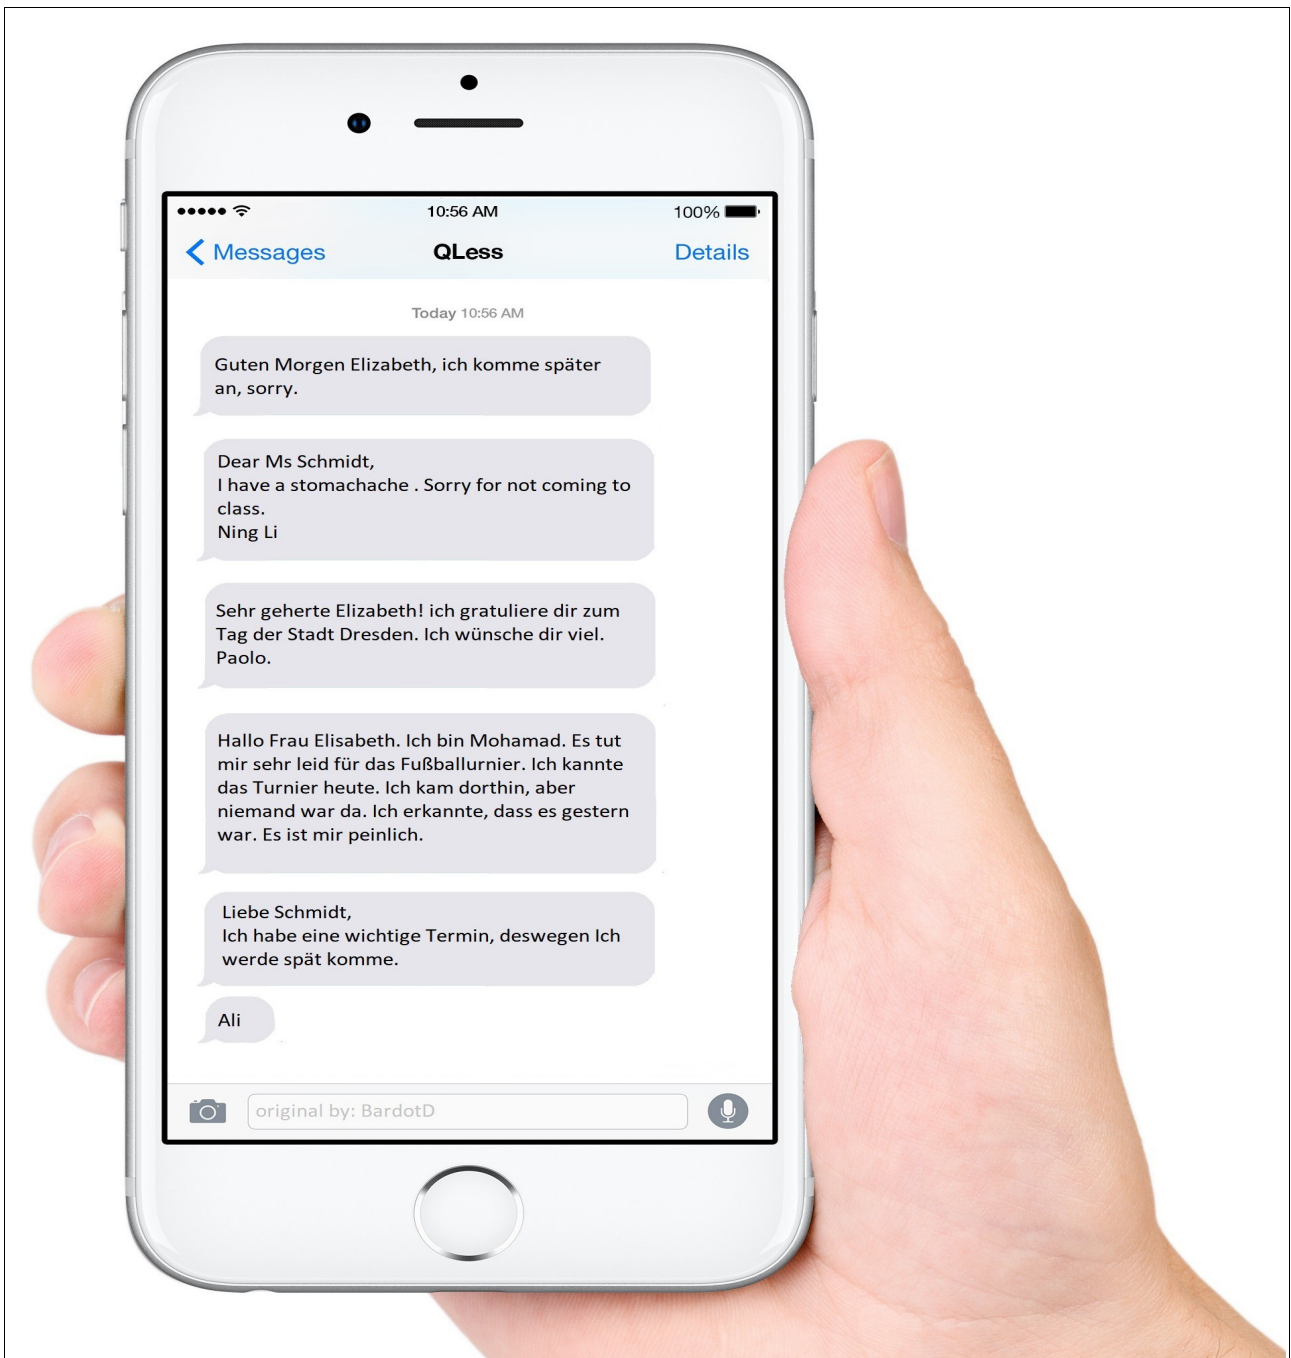 10:56 AM
100%
Messages
QLess
Details
Today 10:56 AM
Guten Morgen Elizabeth, ich komme später
an, sorry.
Dear Ms Schmidt,
I have a stomachache . Sorry for not coming to
class.
Ning Li
Sehr geherte Elizabeth! ich gratuliere dir zum
Tag der Stadt Dresden. Ich wünsche dir viel.
Paolo.
Hallo Frau Elisabeth. Ich bin Mohamad. Es tut
mir sehr leid für das Fußballurnier. Ich kannte
das Turnier heute. Ich kam dorthin, aber
niemand war da. Ich erkannte, dass es gestern
war. Es ist mir peinlich.
Liebe Schmidt,
Ich habe eine wichtige Termin, deswegen Ich
werde spät komme.
Ali
original by: BardotD